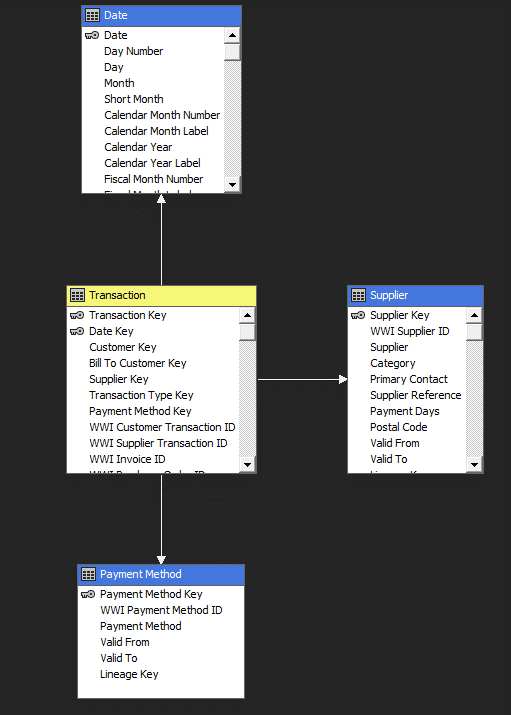 Date
Date
Day Number
Day
Month
Short Month
Calendar Month Number
Calendar Month Label
Calendar Year
Calendar Year Label
Fiscal Month Number
Transaction
Transaction Key
Date Key
Customer Key
Bill To Customer Key
Supplier Key
Transaction Type Key
Payment Method Key
WWI Customer Transaction ID
WWI Supplier Transaction ID
WWI Invoice ID
Supplier
Supplier Key
WWI Supplier ID
Supplier
Category
Primary Contact
Supplier Reference
Payment Days
Postal Code
Valid From
Valid To
Payment Method
Payment Method Key
WWI Payment Method ID
Payment Method
Valid From
Valid To
Lineage Key